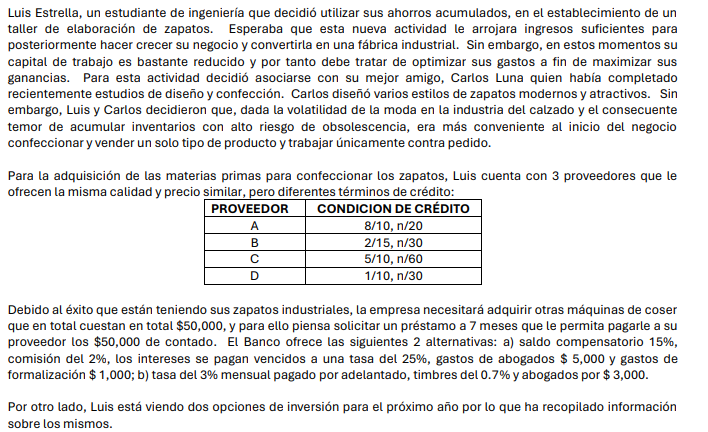 Luis Estrella, un estudiante de ingeniería que decidió utilizar sus ahorros acumulados, en el establecimiento de un
taller de elaboración de zapatos. Esperaba que esta nueva actividad le arrojara ingresos suficientes para
posteriormente hacer crecer su negocio y convertirla en una fábrica industrial. Sin embargo, en estos momentos su
capital de trabajo es bastante reducido y por tanto debe tratar de optimizar sus gastos a fin de maximizar sus
ganancias. Para esta actividad decidió asociarse con su mejor amigo, Carlos Luna quien había completado
recientemente estudios de diseño y confección. Carlos diseñó varios estilos de zapatos modernos y atractivos. Sin
embargo, Luis y Carlos decidieron que, dada la volatilidad de la moda en la industria del calzado y el consecuente
temor de acumular inventarios con alto riesgo de obsolescencia, era más conveniente al inicio del negocio
confeccionar y vender un solo tipo de producto y trabajar únicamente contra pedido.
Para la adquisición de las materias primas para confeccionar los zapatos, Luis cuenta con 3 proveedores que le
ofrecen la misma calidad y precio similar, pero diferentes términos de crédito:
PROVEEDOR CONDICION DE CRÉDITO
A 8/10, n/20
B 2/15, n/30
C 5/10, n/60
D 1/10, n/30
Debido al éxito que están teniendo sus zapatos industriales, la empresa necesitará adquirir otras máquinas de coser
que en total cuestan en total $50,000, y para ello piensa solicitar un préstamo a 7 meses que le permita pagarle a su
proveedor los $50,000 de contado. El Banco ofrece las siguientes 2 alternativas: a) saldo compensatorio 15%,
comisión del 2%, los intereses se pagan vencidos a una tasa del 25%, gastos de abogados $ 5,000 y gastos de
formalización $ 1,000; b) tasa del 3% mensual pagado por adelantado, timbres del 0.7% y abogados por $ 3,000.
Por otro lado, Luis está viendo dos opciones de inversión para el próximo año por lo que ha recopilado información
sobre los mismos.